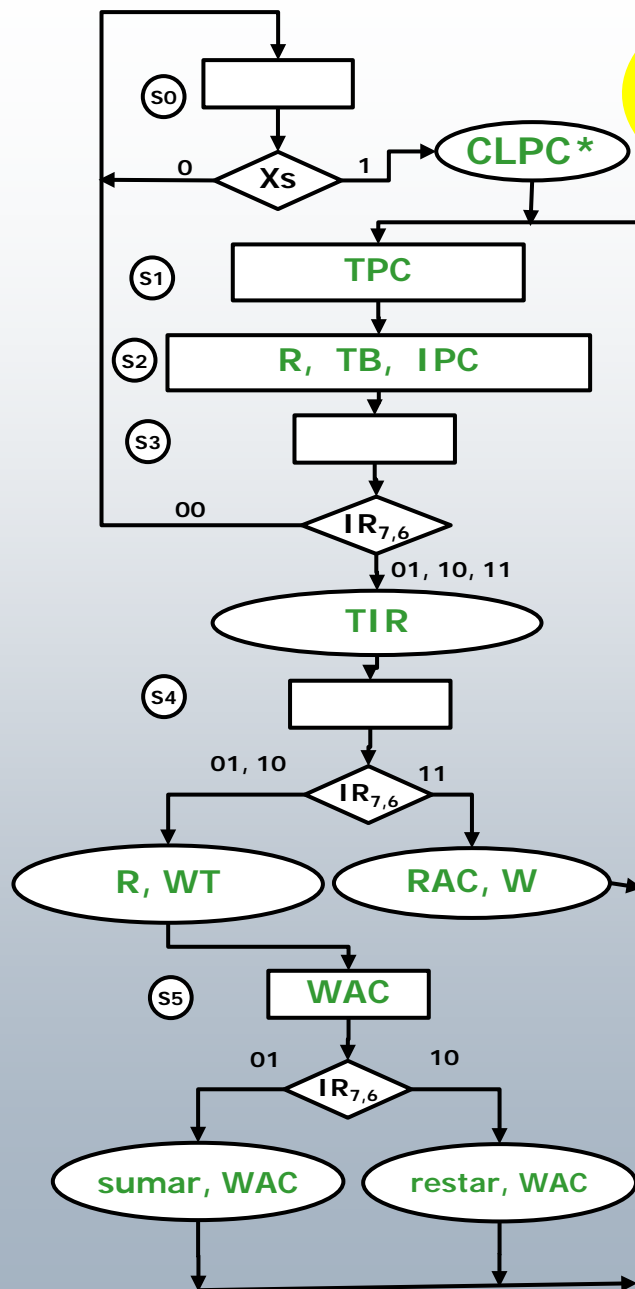 S0
0
Xs
1
CLPC*
S1
TPC
S2
R, TB, IPC
S3
00
IR7,6
01, 10, 11
TIR
S4
01, 10
IR7,6
11
R, WT
RAC, W
S5
WAC
01
IR7,6
10
sumar, WAC
restar, WAC